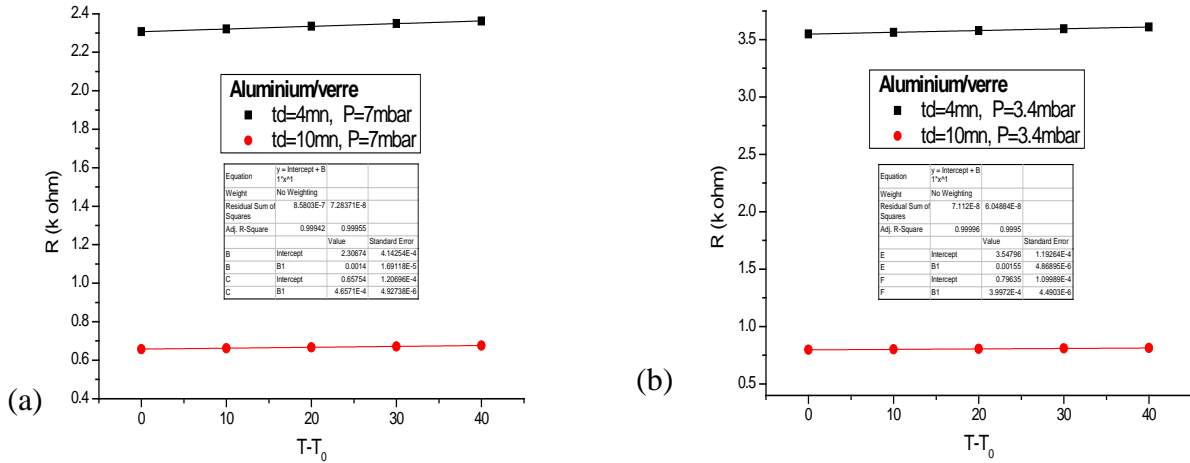 2.4
2.2
2.0
1.8
1.6
1.4
1.2
1.0
0.8
0.6
0.4
R (k ohm)
Aluminium/verre
td=4mn, P=7mbar
td=10mn, P=7mbar
Equation y = Intercept + B
1*x^1
Weight No Weighting
Residual Sum of
Squares 8.5803E-7 7.28371E-8
Adj. R-Square 0.99942 0.99955
Value Standard Error
B Intercept 2.30674 4.14254E-4
B B1 0.0014 1.69118E-5
C Intercept 0.65754 1.20696E-4
C B1 4.6571E-4 4.92738E-6
0 10 20 30 40
T-T0
(a)
3.5
3.0
2.5
2.0
1.5
1.0
0.5
R (k ohm)
Aluminium/verre
td=4mn, P=3.4mbar
td=10mn, P=3.4mbar
Equation y = Intercept + B
1*x^1
Weight No Weighting
Residual Sum of
Squares 7.112E-8 6.04884E-8
Adj. R-Square 0.99996 0.9995
Value Standard Error
E Intercept 3.54796 1.19264E-4
E B1 0.00155 4.86895E-6
F Intercept 0.79635 1.09989E-4
F B1 3.9972E-4 4.4903E-6
0 10 20 30 40
T-T0
(b)